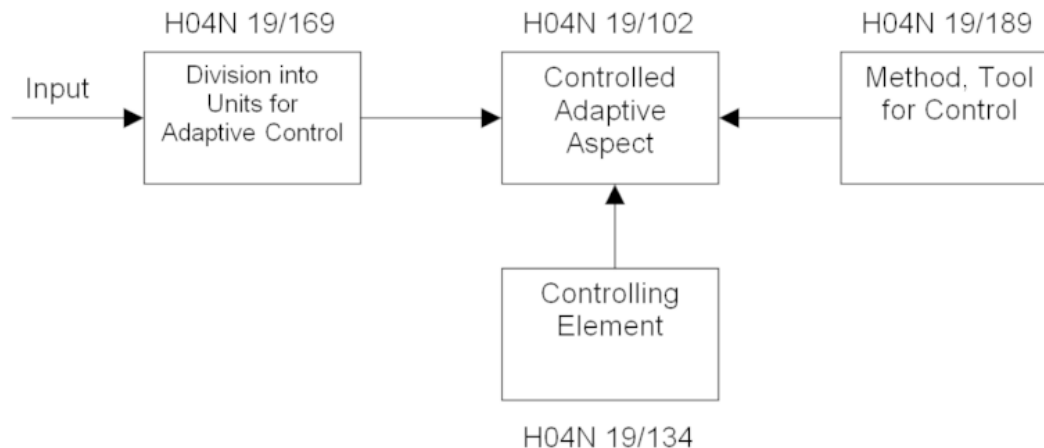 H04N 19/169
H04N 19/102
H04N 19/189
Input
Division into
Units for
Adaptive Control
Controlled
Adaptive
Aspect
Method, Tool
for Control
Controlling
Element
H04N 19/134